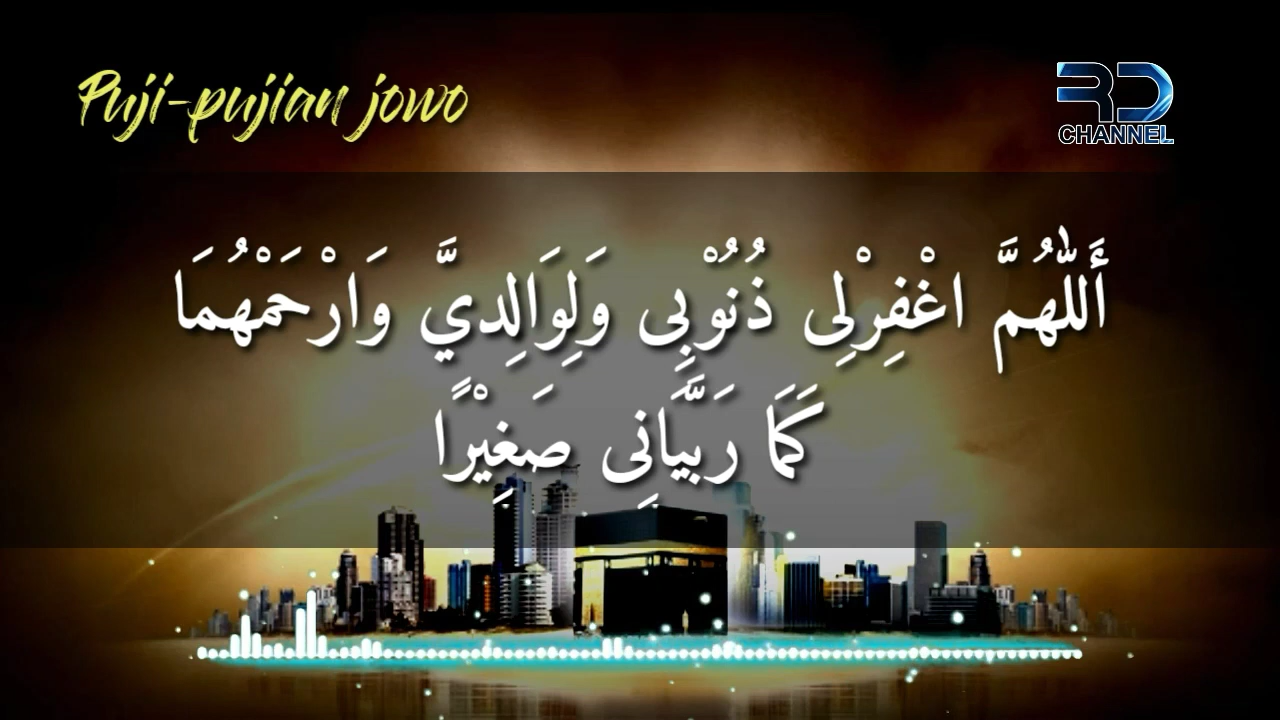 Puji-pujian jowo
RD
CHANNEL
أَللّٰهُمَّ اغْفِرْلِى ذُنُوْبِى وَلِوَالِدِيَّ وَارْحَمْهُمَا
كَمَا رَبَّيَانِى صَغِيْرًا